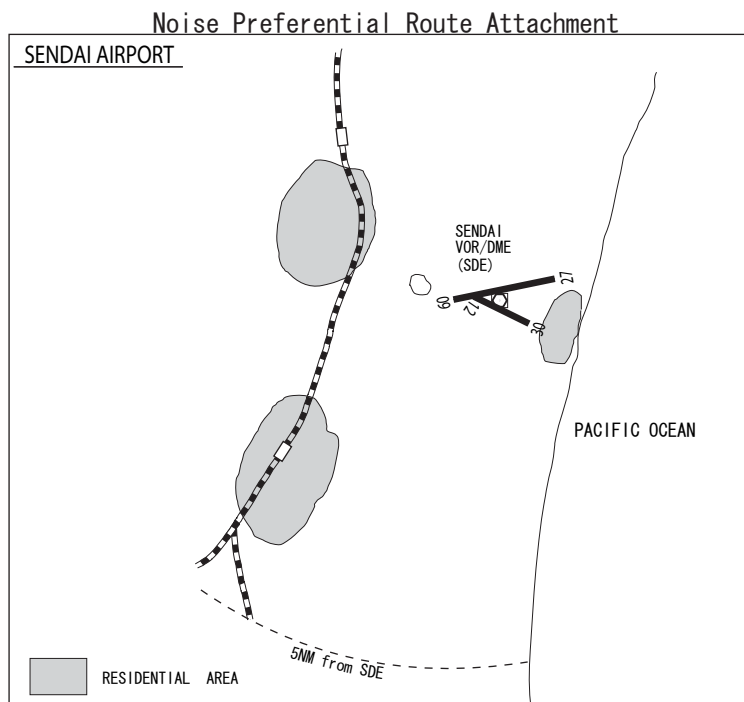 Noise Preferential Route Attachment
SENDAI AIRPORT
SENDAI
VOR/DME
(SDE)
27
09
12
30
PACIFIC OCEAN
5NM from SDE
RESIDENTIAL AREA